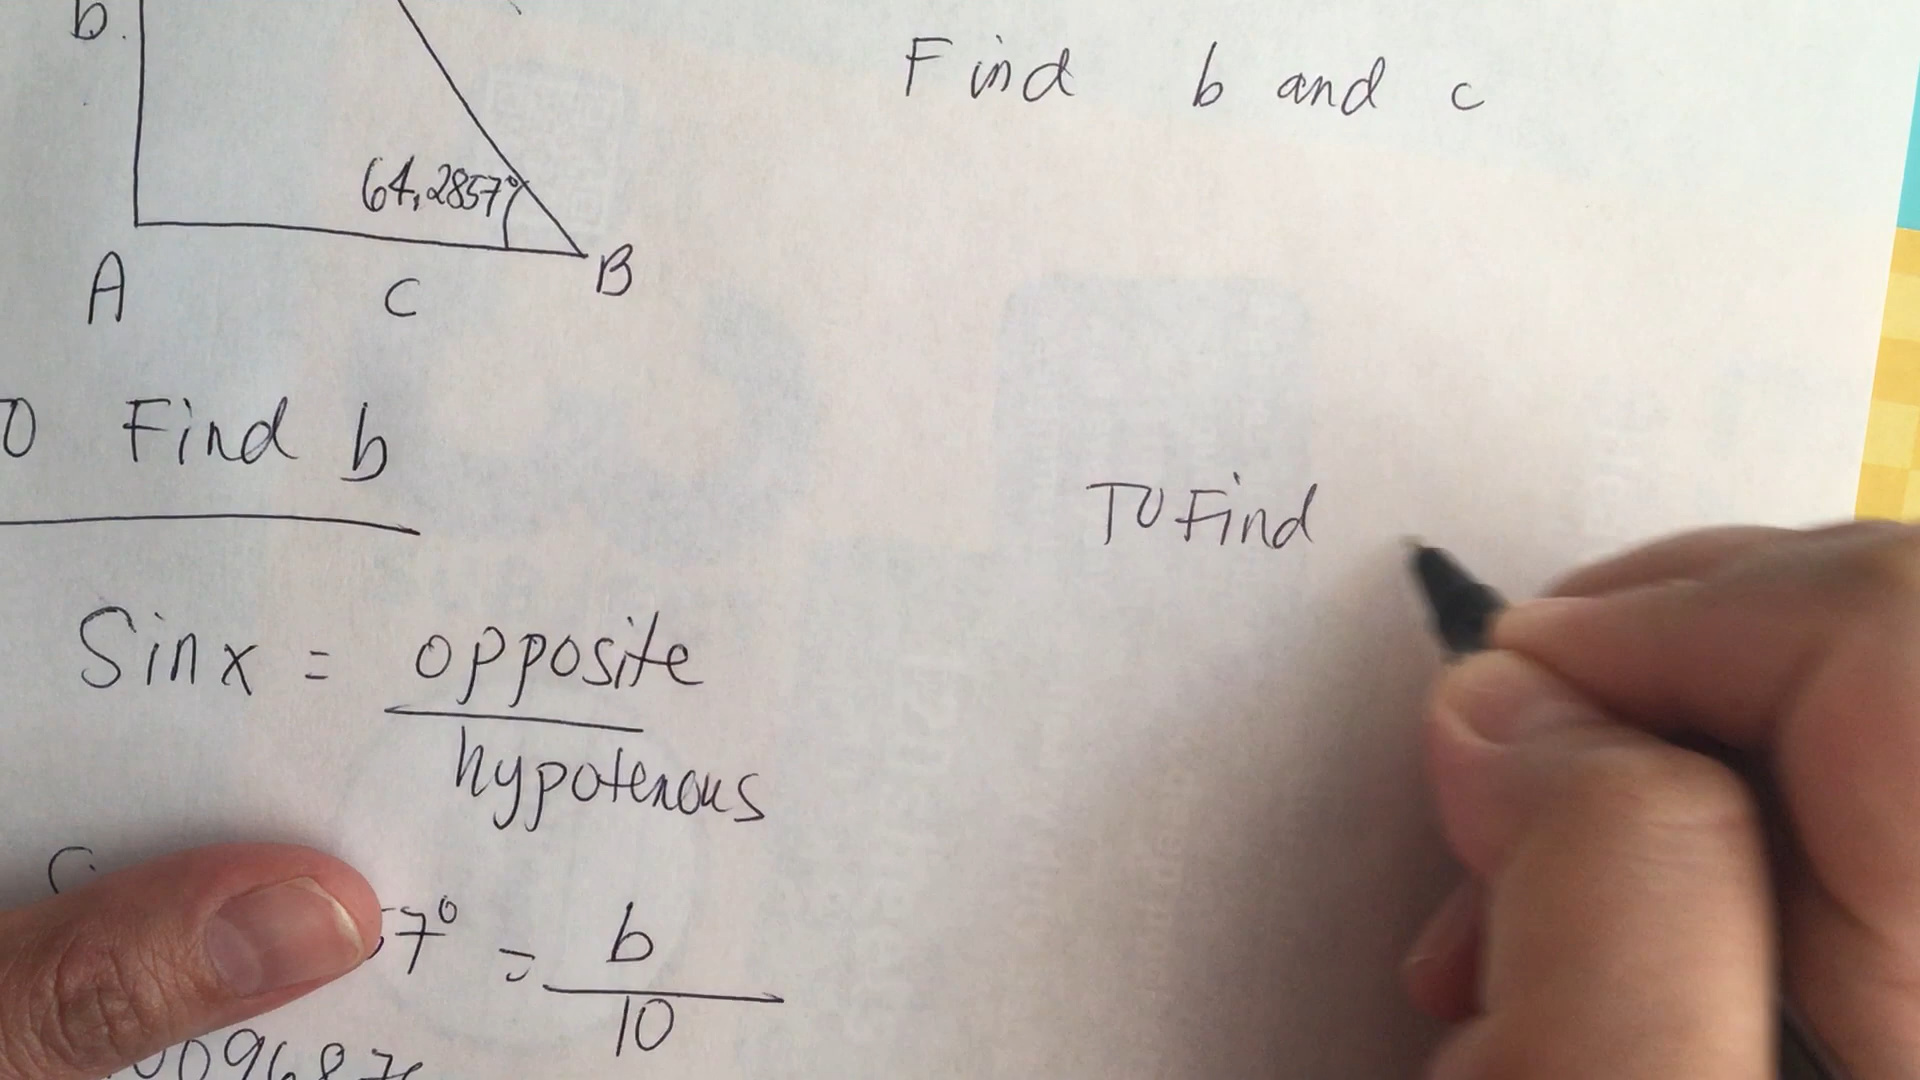 b.
Find b and c
64,2857°
A
c
B
Find b
To Find
Sin x = opposite
hypotenous
7° = b
10